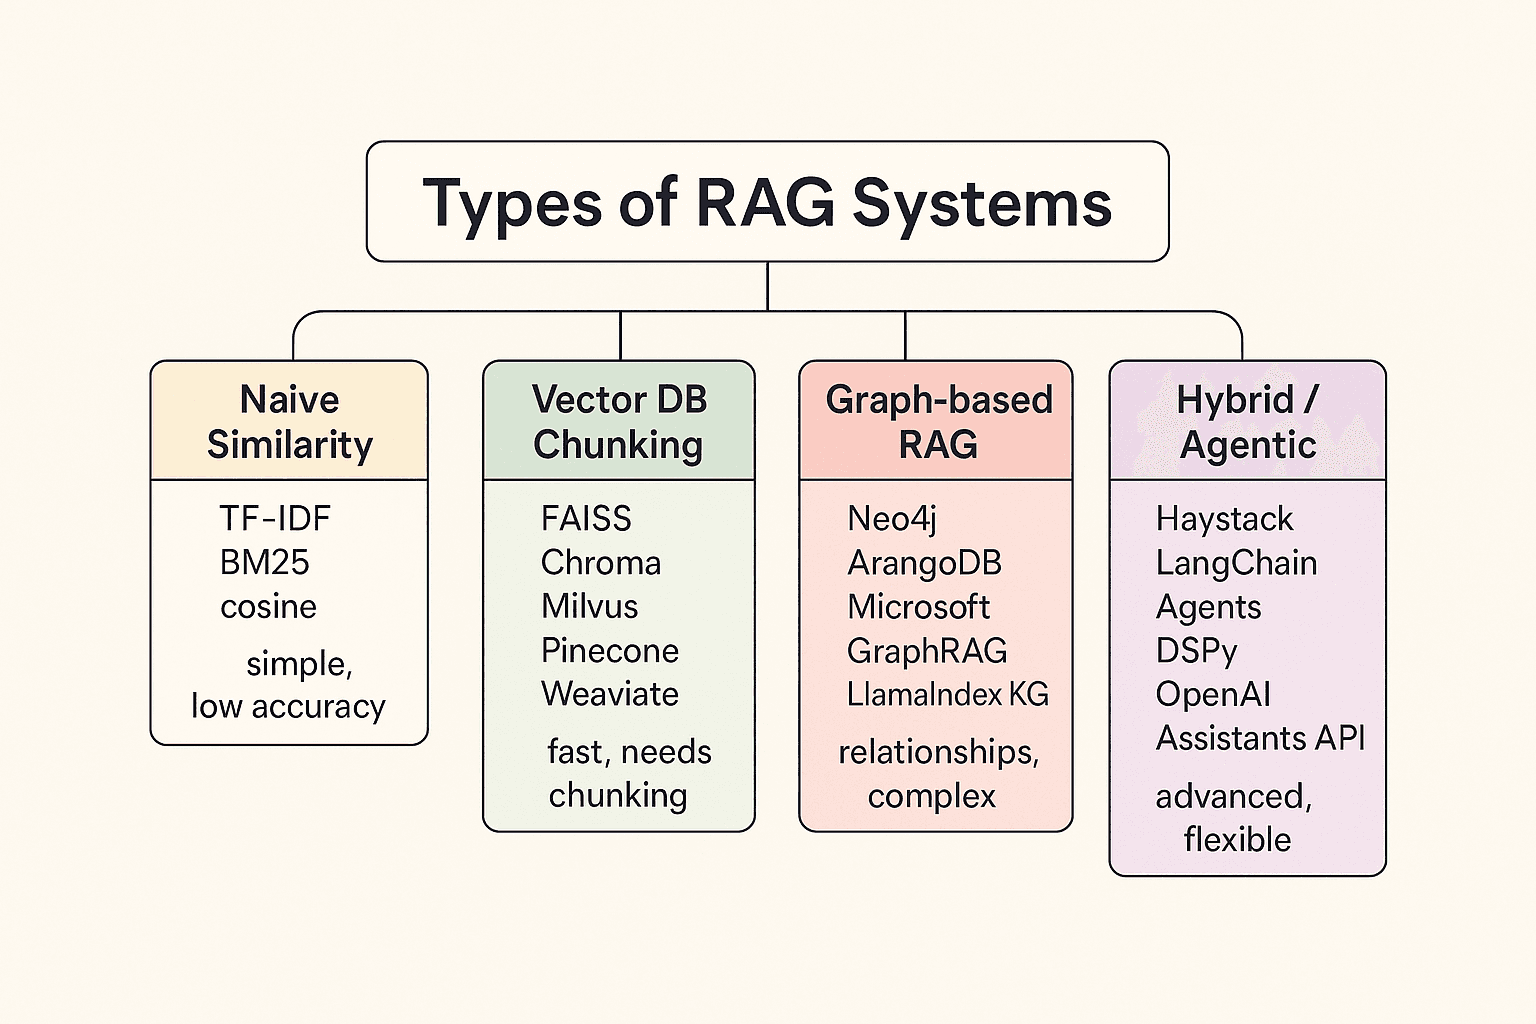 Types of RAG Systems
Naive
Similarity
TF-IDF
BM25
cosine
simple,
low accuracy
Vector DB
Chunking
FAISS
Chroma
Milvus
Pinecone
Weaviate
fast, needs
chunking
Graph-based
RAG
Neo4j
ArangoDB
Microsoft
GraphRAG
LlamaIndex KG
relationships,
complex
Hybrid /
Agentic
Haystack
LangChain
Agents
DSPy
OpenAI
Assistants API
advanced,
flexible